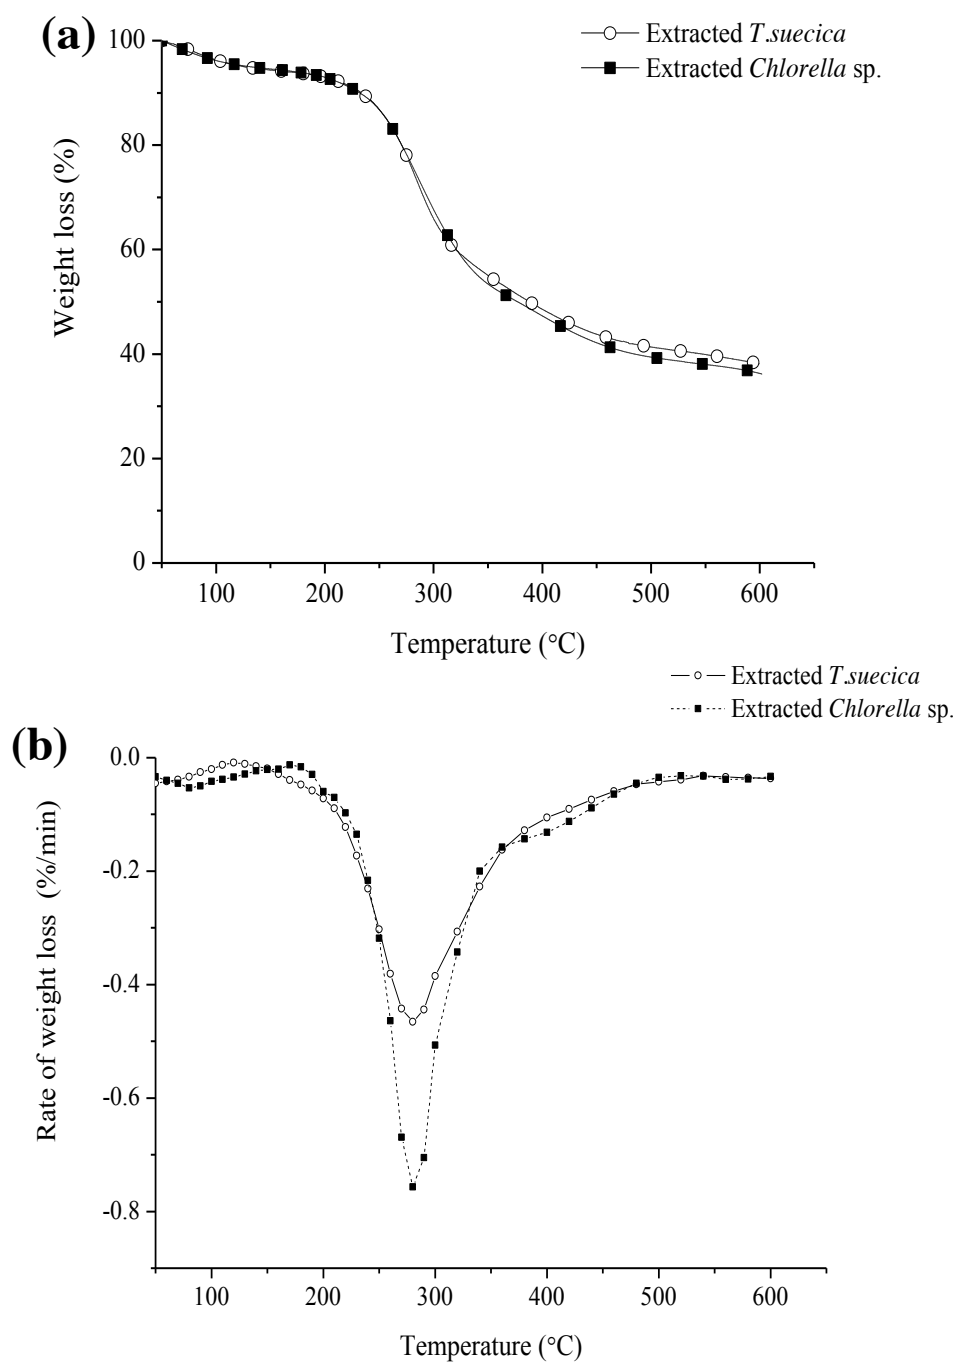 (a)
Extracted T.suecica
Extracted Chlorella sp.
100
80
60
40
20
0
Weight loss (%)
100 200 300 400 500 600
Temperature (°C)
Extracted T.suecica
Extracted Chlorella sp.
(b)
0.0
-0.2
-0.4
-0.6
-0.8
Rate of weight loss (%/min)
100 200 300 400 500 600
Temperature (°C)